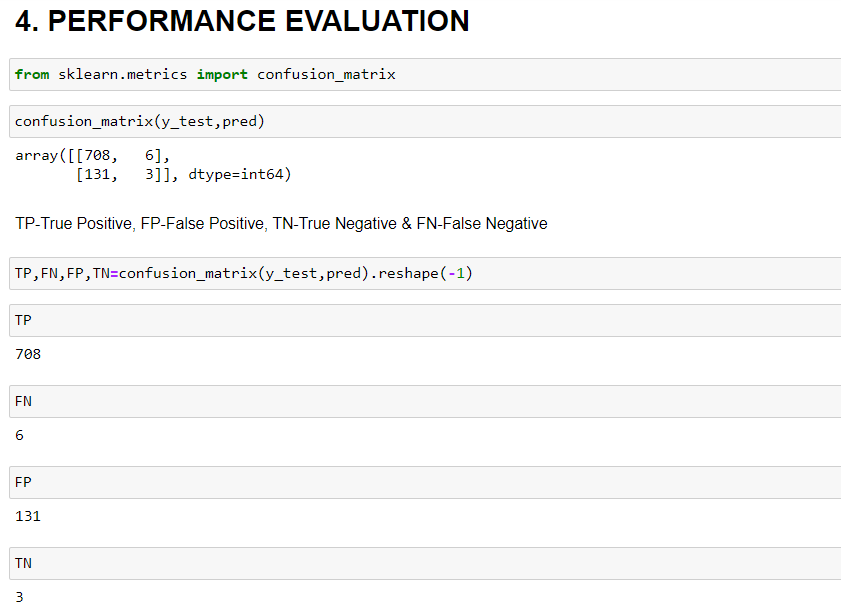 4. PERFORMANCE EVALUATION
from sklearn.metrics import confusion_matrix
confusion_matrix(y_test,pred)
array([[708,   6],
       [131,   3]], dtype=int64)
TP-True Positive, FP-False Positive, TN-True Negative & FN-False Negative
TP,FN,FP,TN=confusion_matrix(y_test,pred).reshape(-1)
TP
708
FN
6
FP
131
TN
3